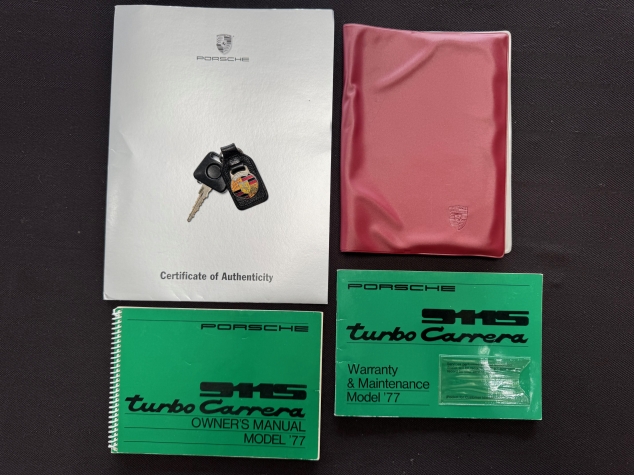 PORSCHE
Certificate of Authenticity
PORSCHE
911S
turbo Carrera
OWNER'S MANUAL
MODEL '77
PORSCHE
911S
turbo Carrera
Warranty
& Maintenance
Model '77